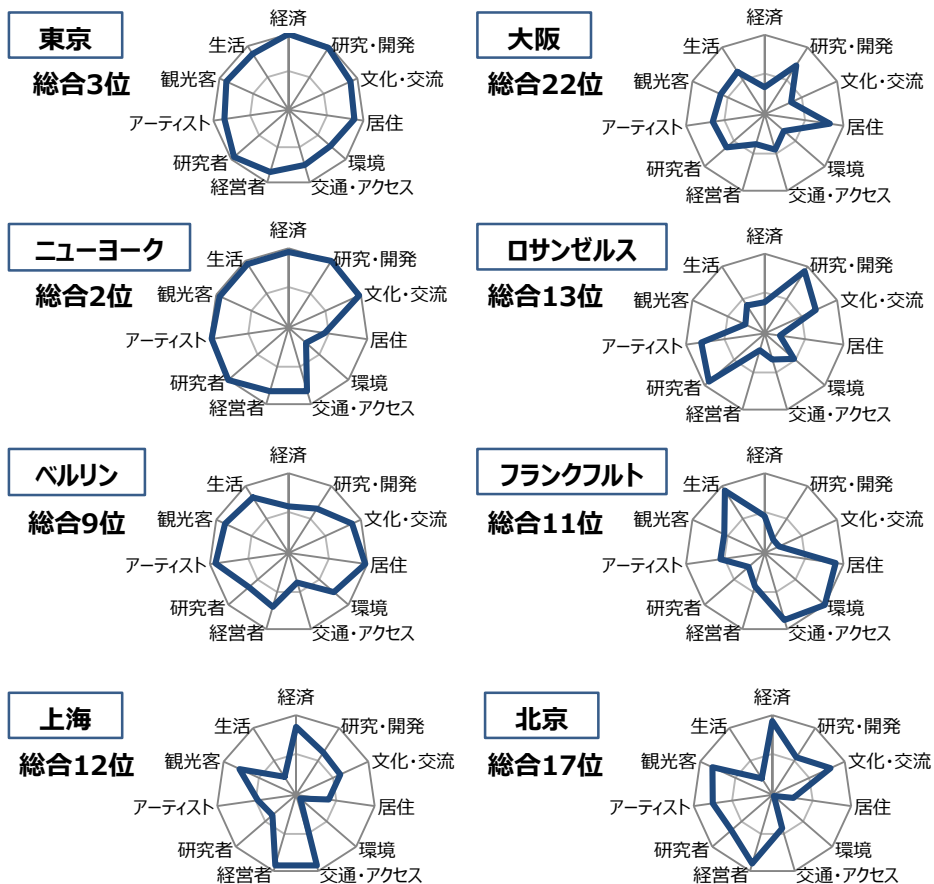 東京
総合3位
経済
研究・開発
文化・交流
居住
環境
交通・アクセス
経営者
研究者
アーティスト
観光客
生活
大阪
総合22位
経済
研究・開発
文化・交流
居住
環境
交通・アクセス
経営者
研究者
アーティスト
観光客
生活
ニューヨーク
総合2位
経済
研究・開発
文化・交流
居住
環境
交通・アクセス
経営者
研究者
アーティスト
観光客
生活
ロサンゼルス
総合13位
経済
研究・開発
文化・交流
居住
環境
交通・アクセス
経営者
研究者
アーティスト
観光客
生活
ベルリン
総合9位
経済
研究・開発
文化・交流
居住
環境
交通・アクセス
経営者
研究者
アーティスト
観光客
生活
フランクフルト
総合11位
経済
研究・開発
文化・交流
居住
環境
交通・アクセス
経営者
研究者
アーティスト
観光客
生活
上海
総合12位
経済
研究・開発
文化・交流
居住
環境
交通・アクセス
経営者
研究者
アーティスト
観光客
生活
北京
総合17位
経済
研究・開発
文化・交流
居住
環境
交通・アクセス
経営者
研究者
アーティスト
観光客
生活